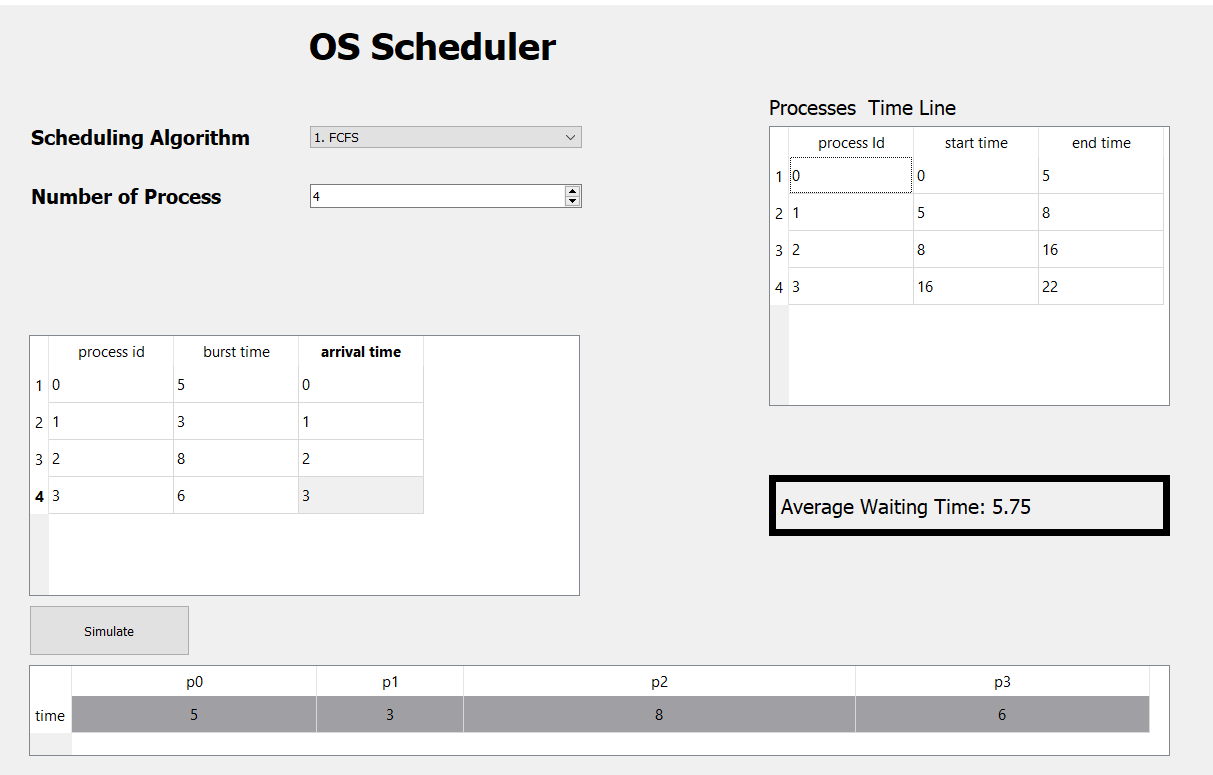 OS Scheduler
Scheduling Algorithm 1. FCFS
Number of Process 4
process id burst time arrival time
1 0 5 0
2 1 3 1
3 2 8 2
4 3 6 3
Simulate
Processes  Time Line
process Id start time end time
1 0 0 5
2 1 5 8
3 2 8 16
4 3 16 22
Average Waiting Time: 5.75
p0 p1 p2 p3
time 5 3 8 6